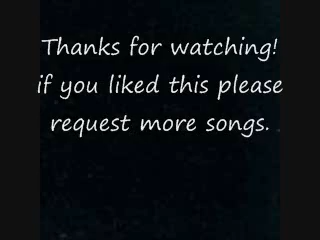 Thanks for watching!
if you liked this please
request more songs.